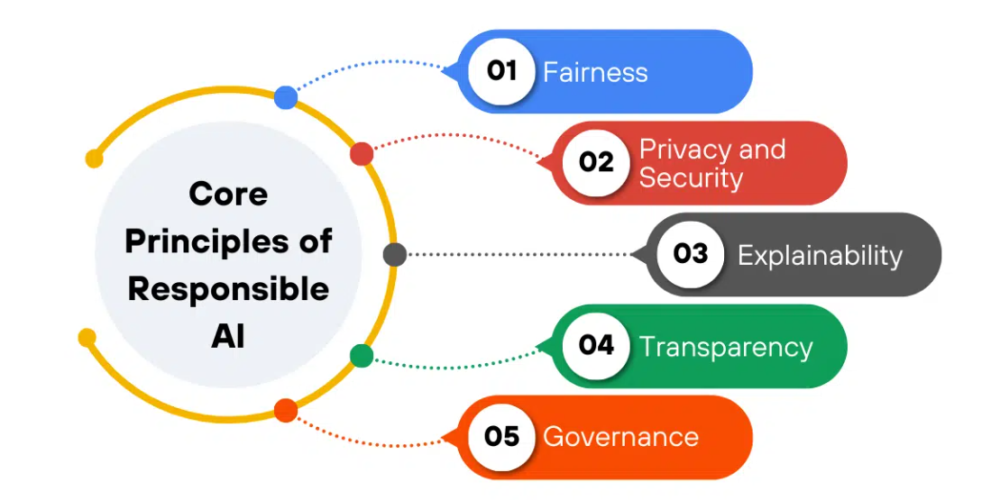 Core
Principles of
Responsible
AI
01 Fairness
02 Privacy and
Security
03 Explainability
04 Transparency
05 Governance